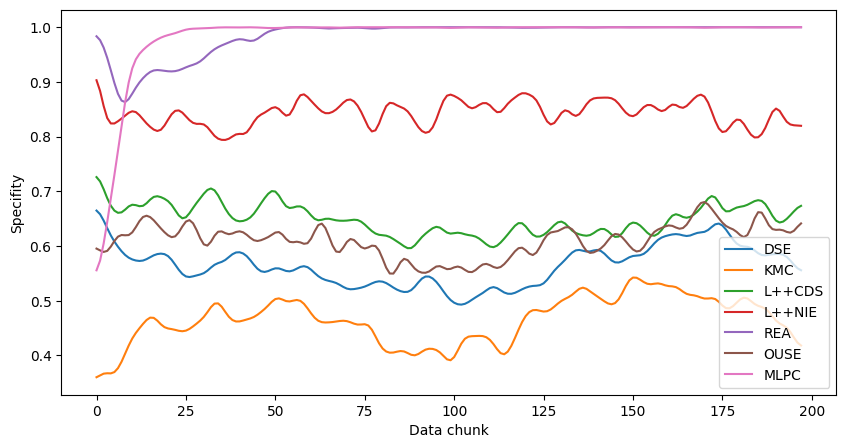 1.0
0.9
0.8
0.7
0.6
0.5
0.4
Specifity
0
25
50
75
100
125
150
175
200
Data chunk
DSE
KMC
L++CDS
L++NIE
REA
OUSE
MLPC